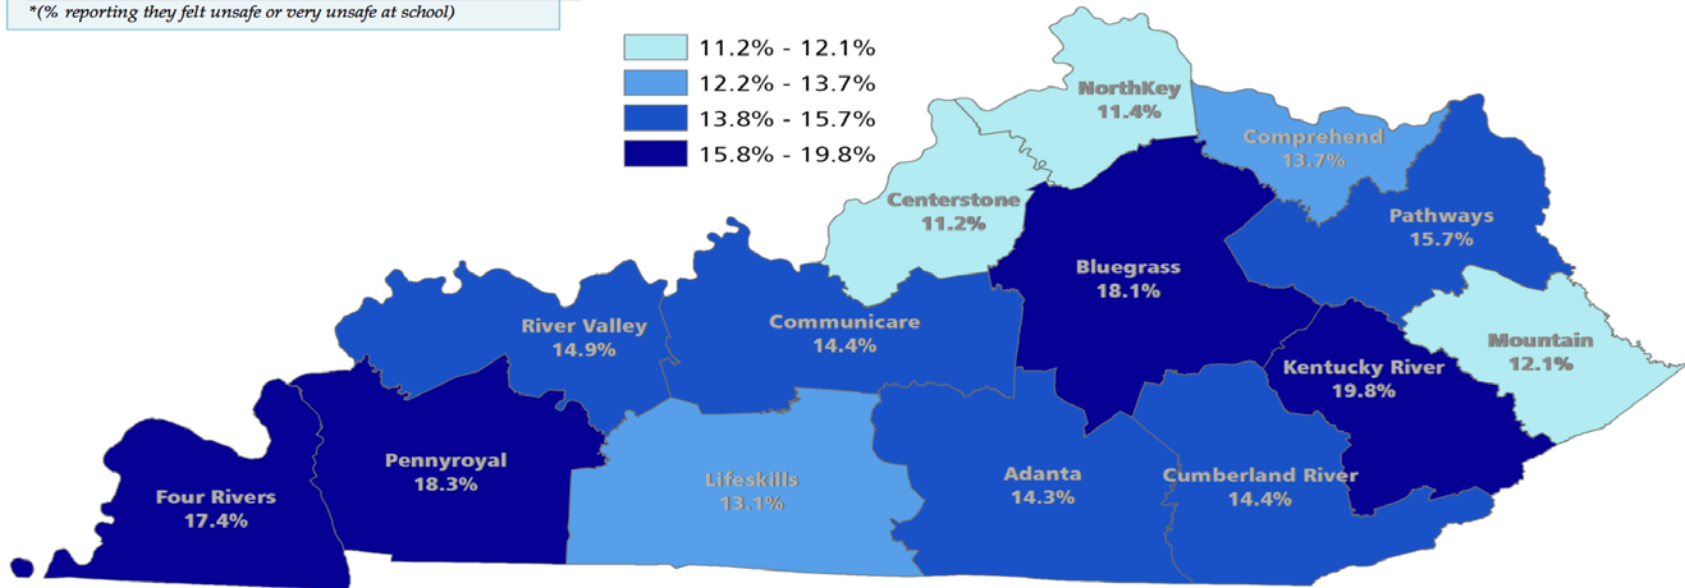 *(% reporting they felt unsafe or very unsafe at school)
11.2% - 12.1%
12.2% - 13.7%
13.8% - 15.7%
15.8% - 19.8%
NorthKey
11.4%
Comprehend
13.7%
Centerstone
11.2%
Pathways
15.7%
Bluegrass
18.1%
River Valley
14.9%
Communicare
14.4%
Mountain
12.1%
Kentucky River
19.8%
Pennyroyal
18.3%
Four Rivers
17.4%
Lifeskills
13.1%
Adanta
14.3%
Cumberland River
14.4%